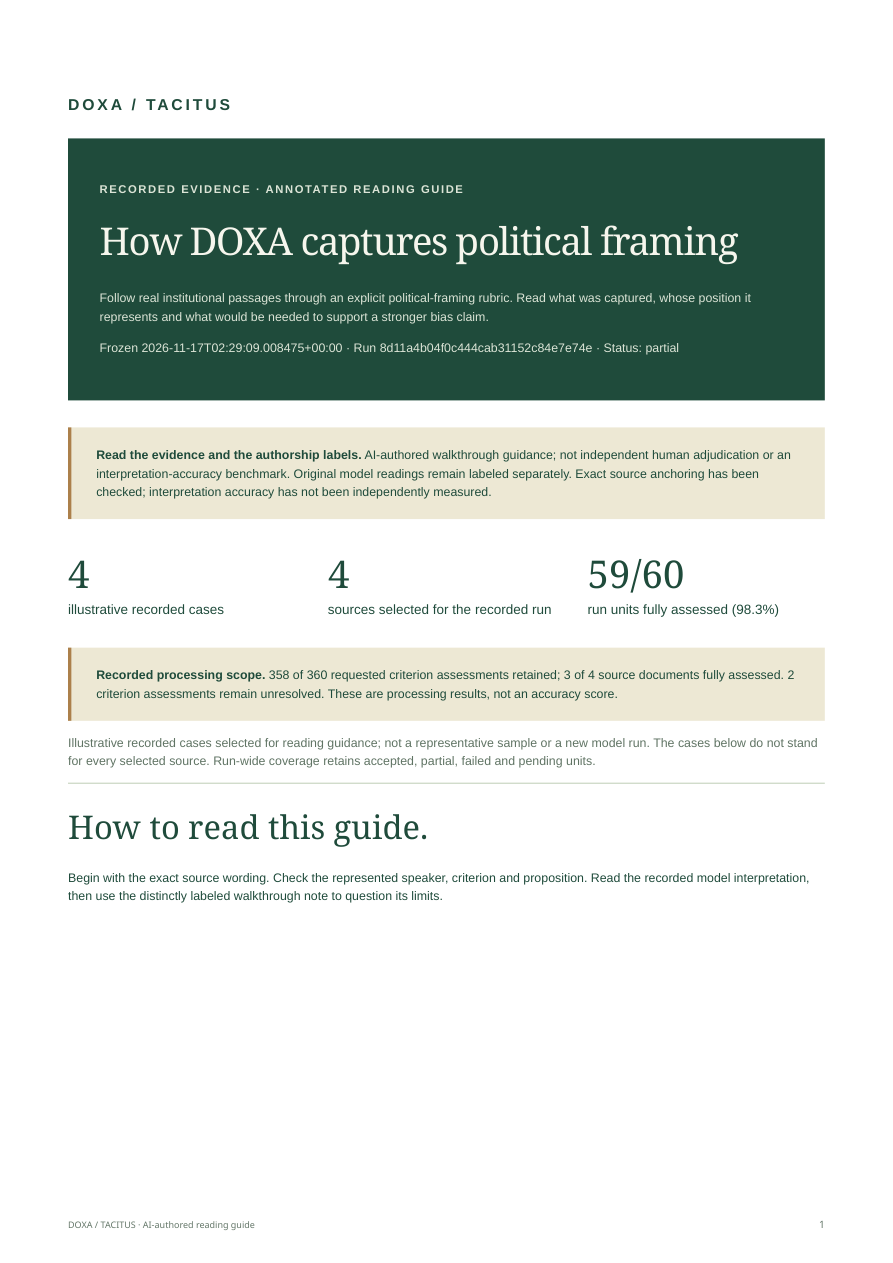 DOXA / TACITUS
RECORDED EVIDENCE · ANNOTATED READING GUIDE
How DOXA captures political framing
Follow real institutional passages through an explicit political-framing rubric. Read what was captured, whose position it
represents and what would be needed to support a stronger bias claim.
Frozen 2026-11-17T02:29:09.008475+00:00 · Run 8d11a4b04f0c444cab31152c84e7e74e · Status: partial
Read the evidence and the authorship labels. AI-authored walkthrough guidance; not independent human adjudication or an
interpretation-accuracy benchmark. Original model readings remain labeled separately. Exact source anchoring has been
checked; interpretation accuracy has not been independently measured.
4
illustrative recorded cases
4
sources selected for the recorded run
59/60
run units fully assessed (98.3%)
Recorded processing scope. 358 of 360 requested criterion assessments retained; 3 of 4 source documents fully assessed. 2
criterion assessments remain unresolved. These are processing results, not an accuracy score.
Illustrative recorded cases selected for reading guidance; not a representative sample or a new model run. The cases below do not stand
for every selected source. Run-wide coverage retains accepted, partial, failed and pending units.
How to read this guide.
Begin with the exact source wording. Check the represented speaker, criterion and proposition. Read the recorded model interpretation,
then use the distinctly labeled walkthrough note to question its limits.
DOXA / TACITUS · AI-authored reading guide
1